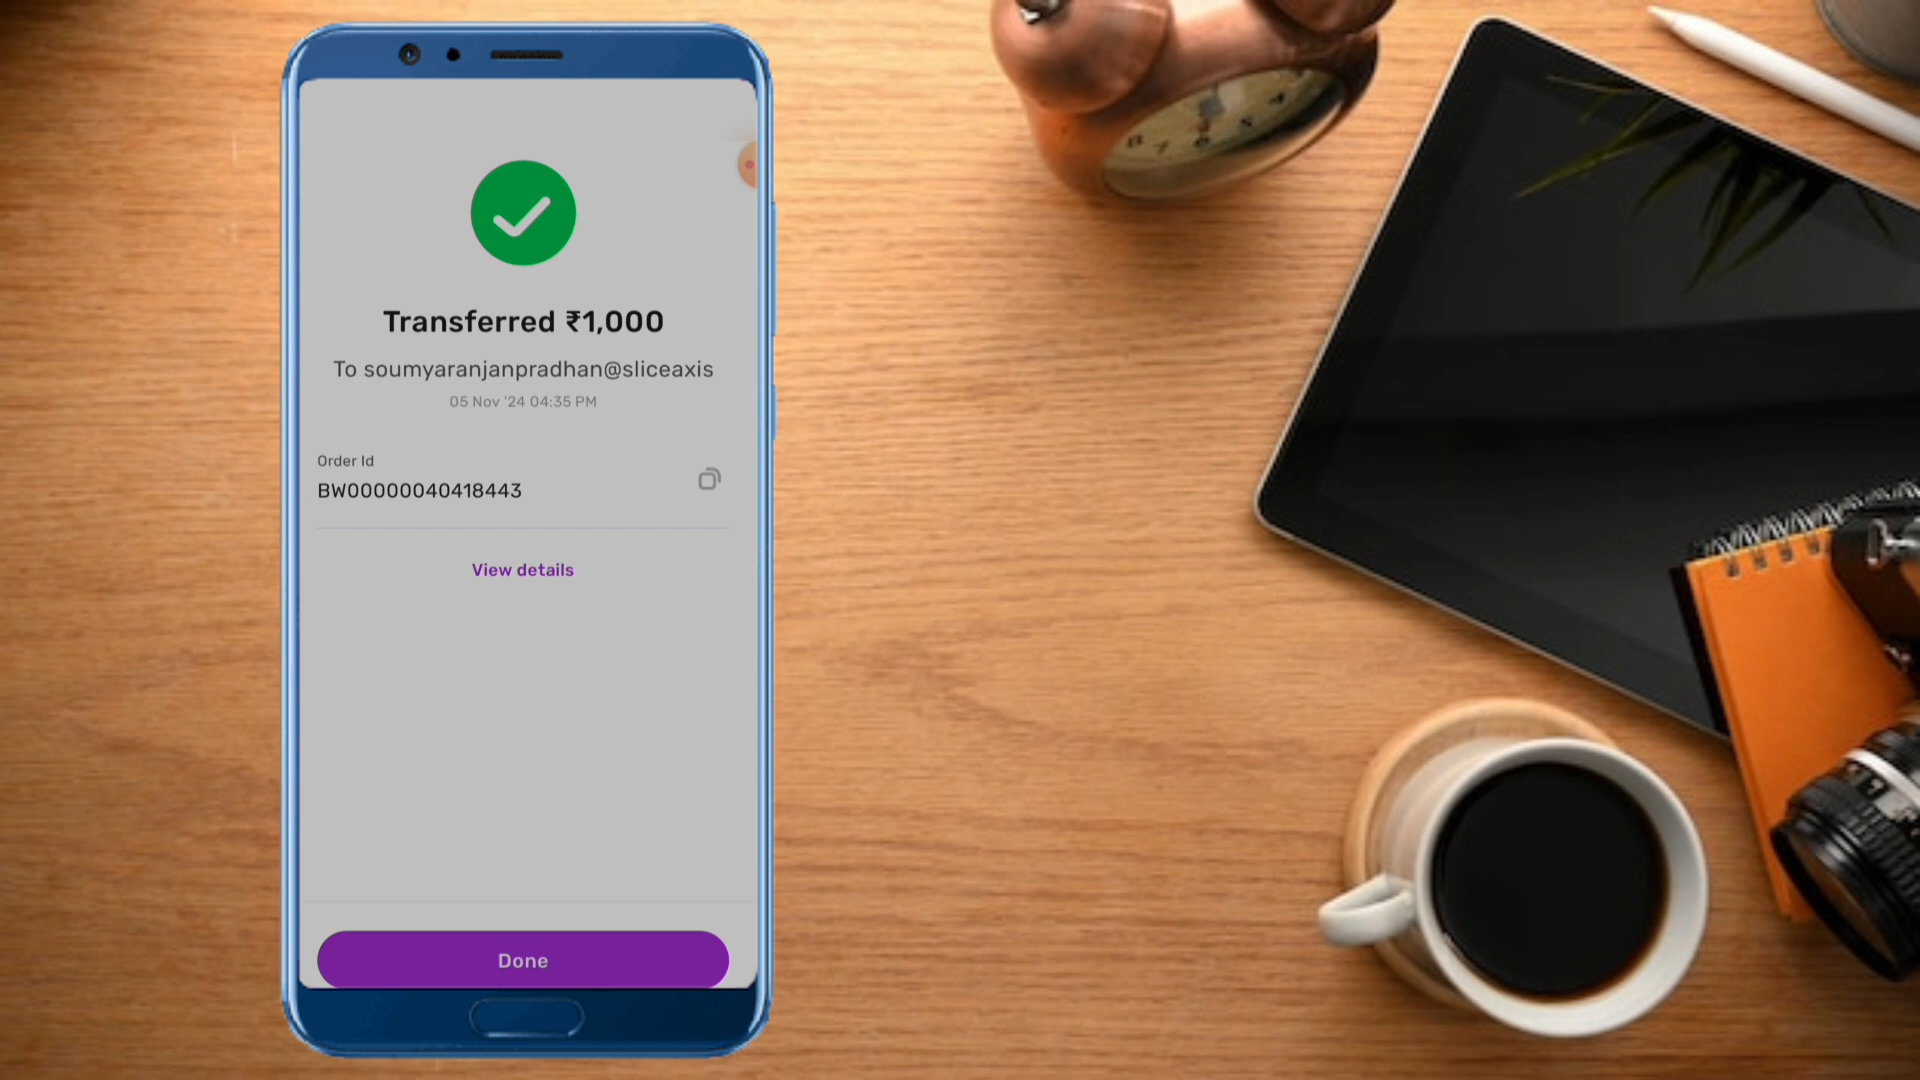 Transferred ₹1,000
To soumyaranjanpradhan@sliceaxis
05 Nov '24 04:35 PM
Order Id
BW00000040418443
View details
Done